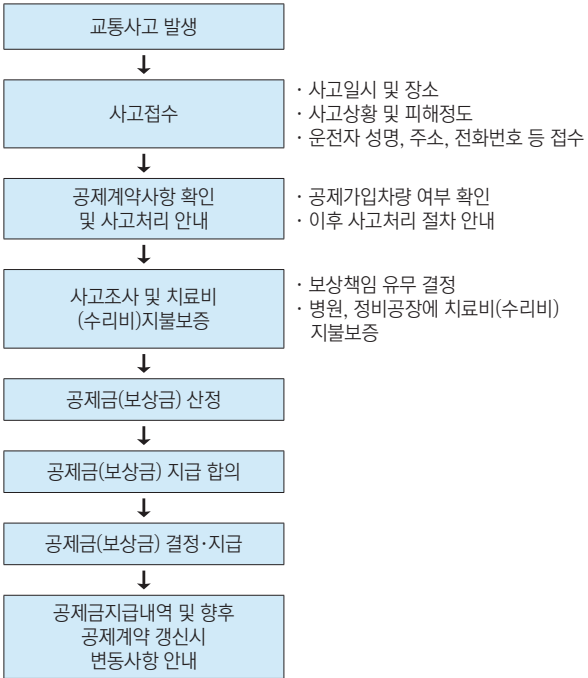 교통사고 발생
사고접수
· 사고일시 및 장소
· 사고상황 및 피해정도
· 운전자 성명, 주소, 전화번호 등 접수
공제계약사항 확인
및 사고처리 안내
· 공제가입차량 여부 확인
· 이후 사고처리 절차 안내
사고조사 및 치료비
(수리비)지불보증
· 보상책임 유무 결정
· 병원, 정비공장에 치료비(수리비)
지불보증
공제금(보상금) 산정
공제금(보상금) 지급 합의
공제금(보상금) 결정·지급
공제금지급내역 및 향후
공제계약 갱신시
변동사항 안내